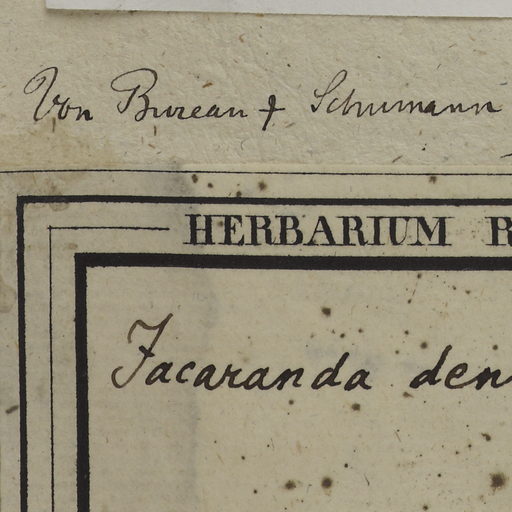 Von Bureau + Schumann
HERBARIUM R
Jacaranda den